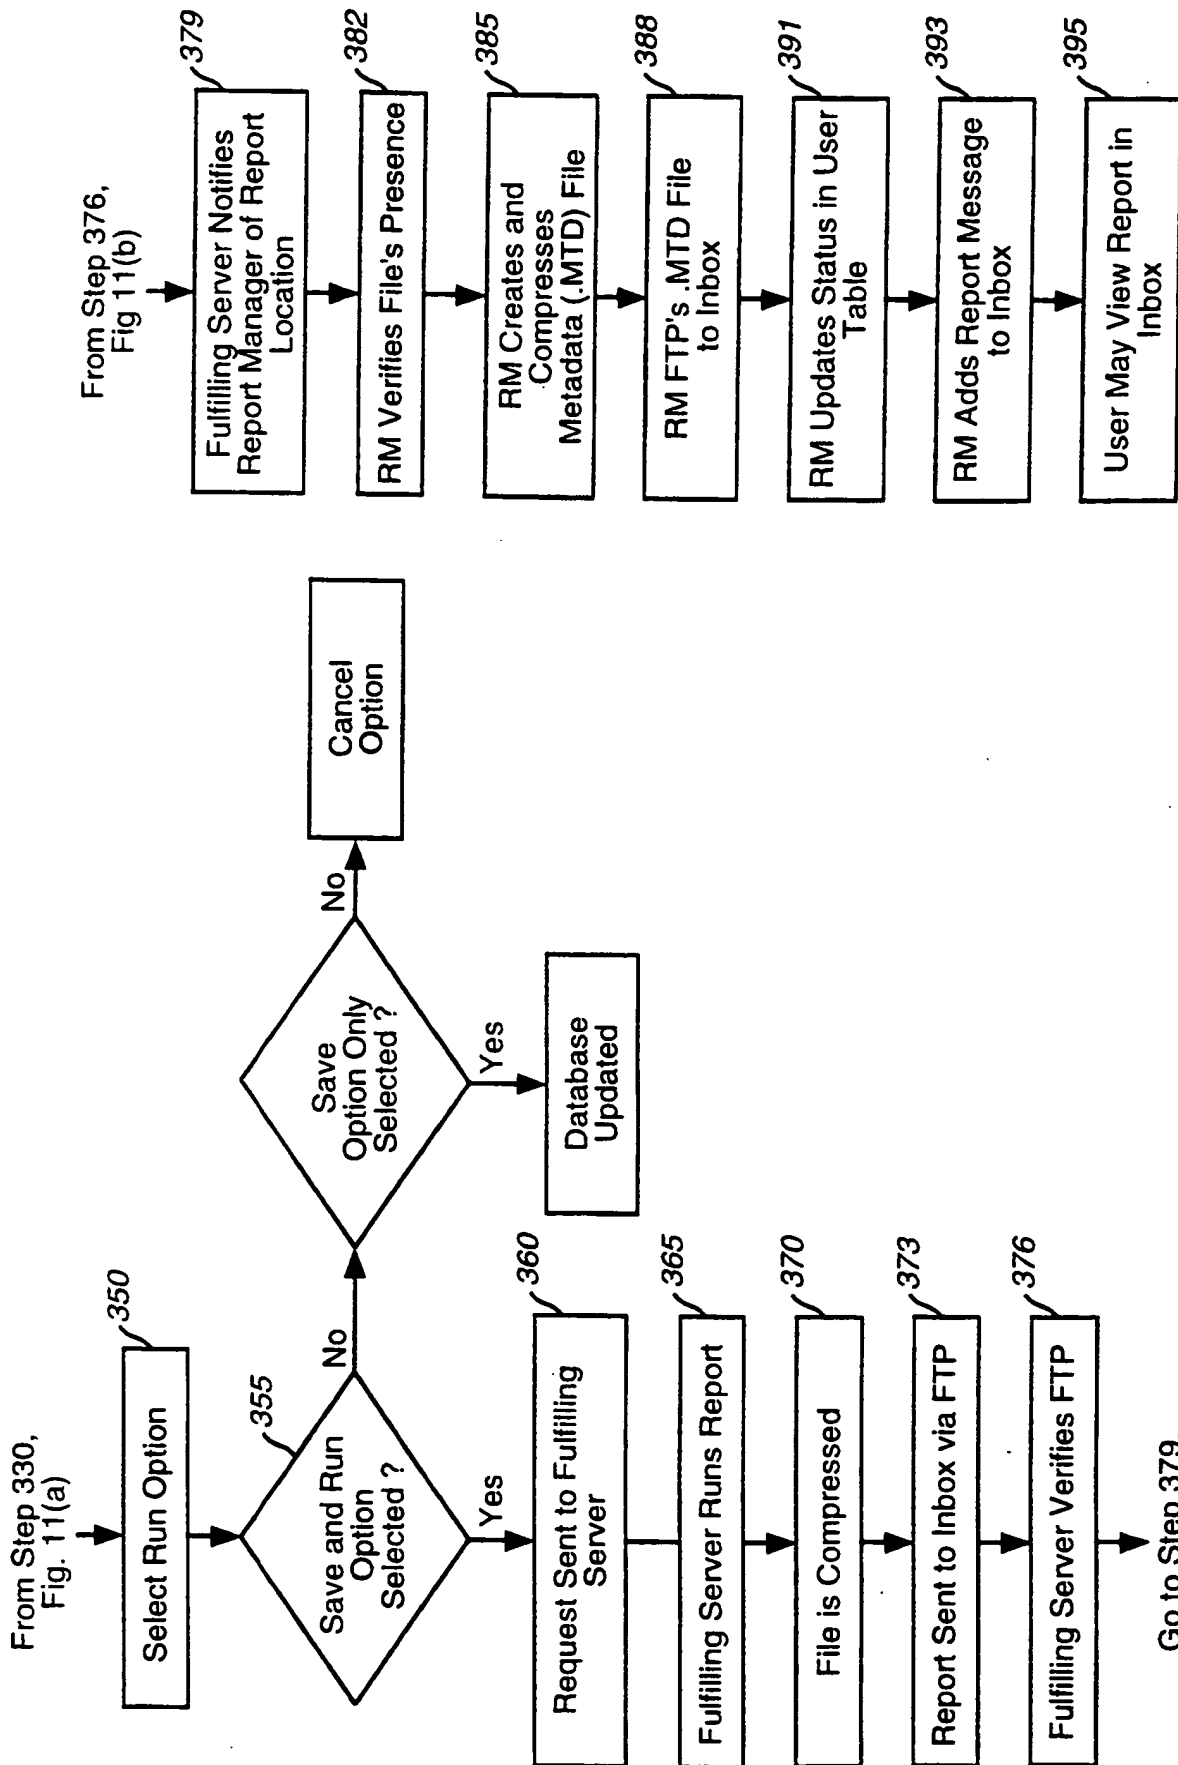 From Step 330,
Fig. 11(a)
350
Select Run Option
355
Save and Run
Option
Selected ?
No
Yes
Save
Option Only
Selected ?
No
Cancel
Option
Yes
Database
Updated
360
Request Sent to Fulfilling
Server
365
Fulfilling Server Runs Report
370
File is Compressed
373
Report Sent to Inbox via FTP
376
Fulfilling Server Verifies FTP
Go to Step 379,
From Step 376,
Fig 11(b)
379
Fulfilling Server Notifies
Report Manager of Report
Location
382
RM Verifies File's Presence
385
RM Creates and
Compresses
Metadata (.MTD) File
388
RM FTP's .MTD File
to Inbox
391
RM Updates Status in User
Table
393
RM Adds Report Message
to Inbox
395
User May View Report in
Inbox